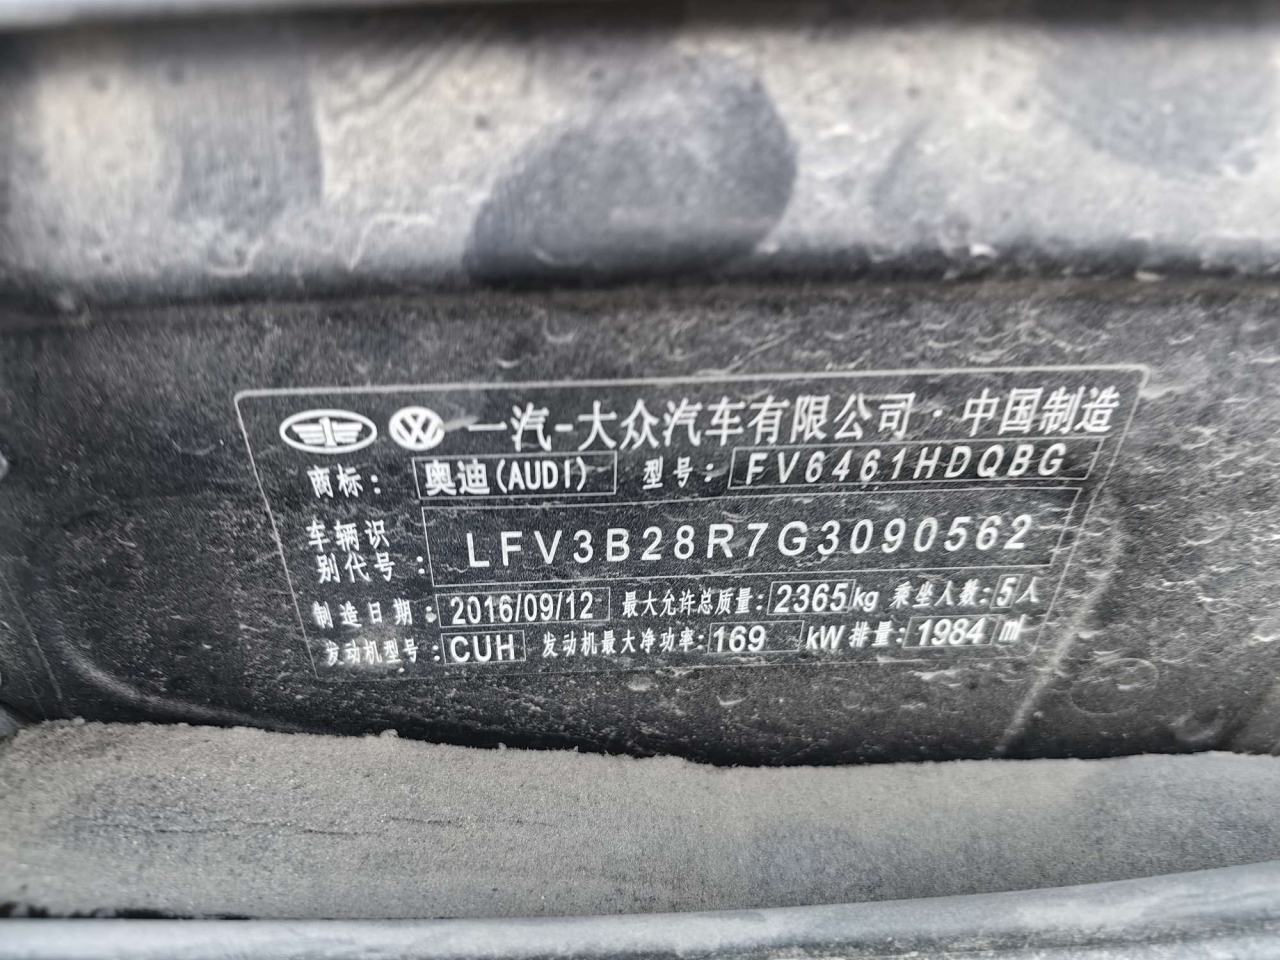 一汽-大众汽车有限公司·中国制造
商标：奥迪(AUDI) 型号：FV6461HDQBG
车辆识别代号：LFV3B28R7G3090562
制造日期：2016/09/12 最大允许总质量：2365kg 乘坐人数：5人
发动机型号：CUH 发动机最大净功率：169 kW 排量：1984 ml